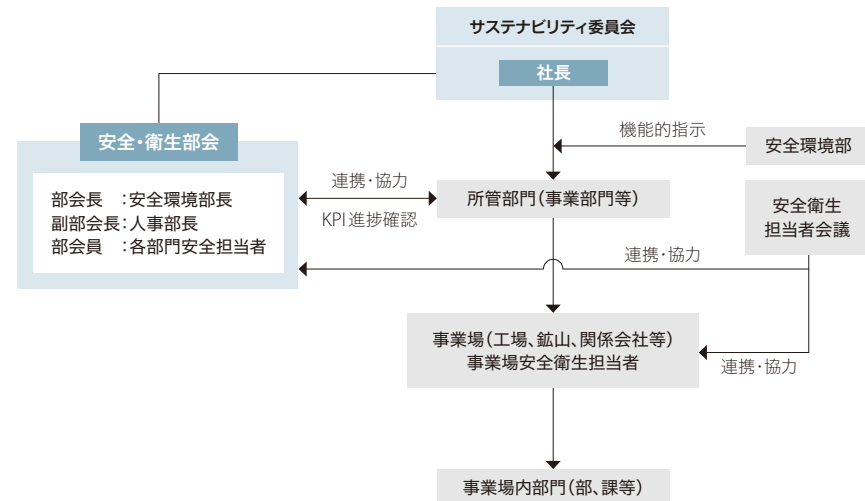 サステナビリティ委員会
社長
機能的指示
安全環境部
安全・衛生部会
部会長　：安全環境部長
副部会長：人事部長
部会員　：各部門安全担当者
連携・協力
KPI進捗確認
所管部門（事業部門等）
安全衛生
担当者会議
連携・協力
事業場（工場、鉱山、関係会社等）
事業場安全衛生担当者
連携・協力
事業場内部門（部、課等）